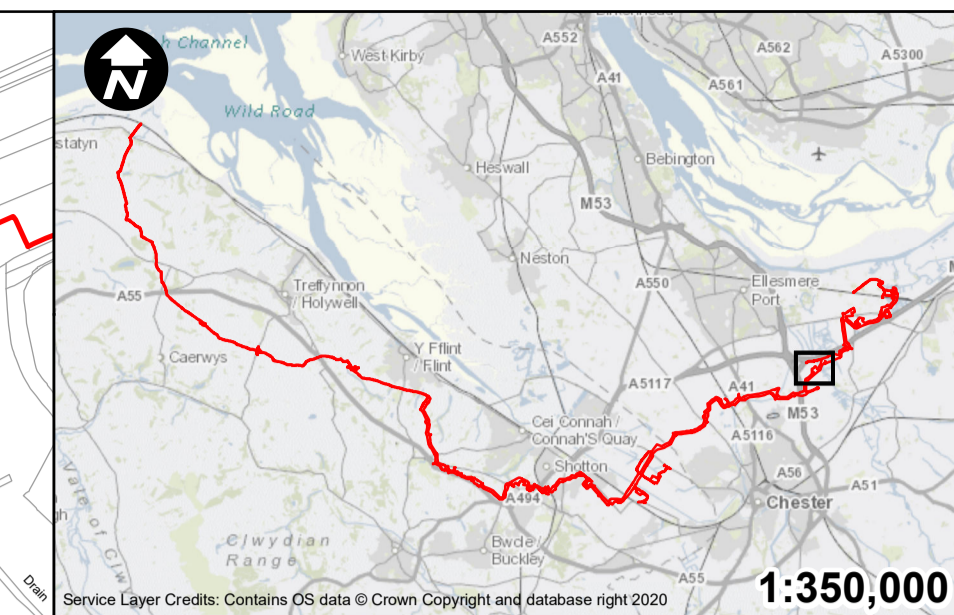 N
h Channel
West Kirby
A552
A41
A562
A5300
A561
Wild Road
statyn
Heswall
Bebington
M53
Neston
A550
Ellesmere
Port
M
Treffynnon
/ Holywell
A55
Caerwys
Y Fflint
/ Flint
A5117
A41
M53
A5116
Cei Connah /
Connah'S Quay
Shotton
A56
A51
Chester
A494
Vale of Clw
gh
Clwydian
Range
Bwcle /
Buckley
A55
Drain
Service Layer Credits: Contains OS data © Crown Copyright and database right 2020
1:350,000